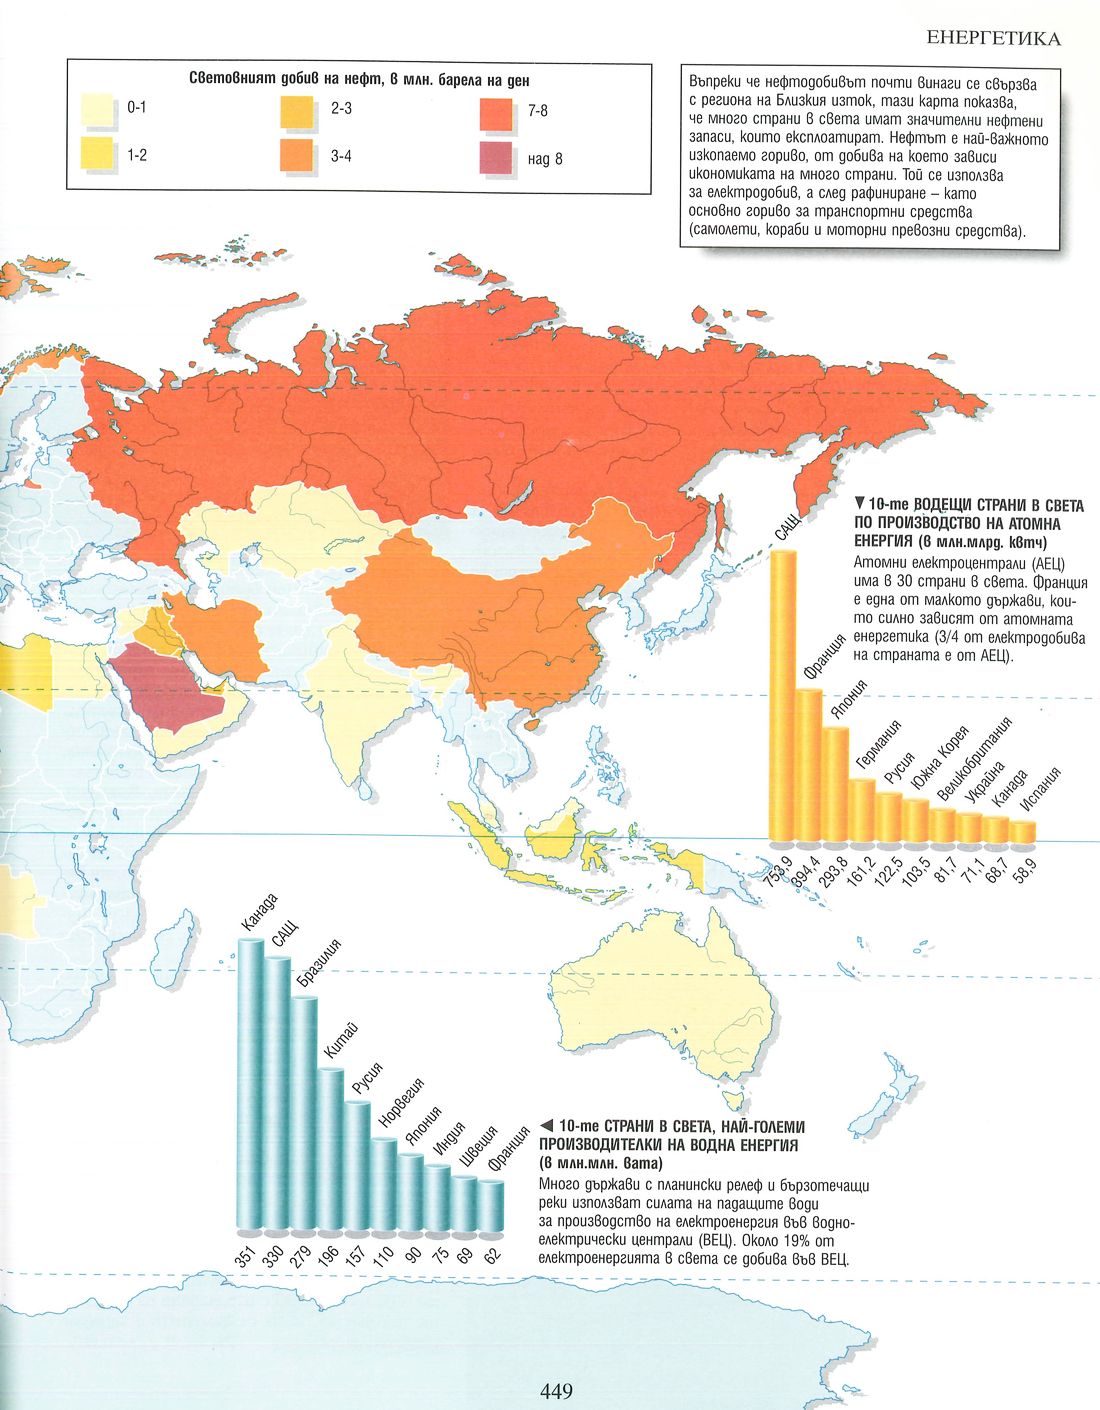 ЕНЕРГЕТИКА
Световният добив на нефт, в млн. барела на ден
0-1
2-3
7-8
1-2
3-4
над 8
Въпреки че нефтодобивът почти винаги се свързва
с региона на Близкия изток, тази карта показва,
че много страни в света имат значителни нефтени
запаси, които експлоатират. Нефтът е най-важното
изкопаемо гориво, от добива на което зависи
икономиката на много страни. Той се използва
за електродобив, а след рафиниране – като
основно гориво за транспортни средства
(самолети, кораби и моторни превозни средства).
▼ 10-те ВОДЕЩИ СТРАНИ В СВЕТА
ПО ПРОИЗВОДСТВО НА АТОМНА
ЕНЕРГИЯ (в млн.млрд. квтч)
Атомни електроцентрали (АЕЦ)
има в 30 страни в света. Франция
е една от малкото държави, кои-
то силно зависят от атомната
енергетика (3/4 от електродобива
на страната е от АЕЦ).
САЩ
Франция
Япония
Германия
Русия
Южна Корея
Великобритания
Украйна
Канада
Испания
753,9
394,4
293,8
161,2
122,5
103,5
81,7
71,1
68,7
58,9
Канада
САЩ
Бразилия
Китай
Русия
Норвегия
Япония
Индия
Швеция
Франция
351
330
279
196
157
110
90
75
69
62
◀ 10-те СТРАНИ В СВЕТА, НАЙ-ГОЛЕМИ
ПРОИЗВОДИТЕЛКИ НА ВОДНА ЕНЕРГИЯ
(в млн.млн. вата)
Много държави с планински релеф и бързотечащи
реки използват силата на падащите води
за производство на електроенергия във водно-
електрически централи (ВЕЦ). Около 19% от
електроенергията в света се добива във ВЕЦ.
449